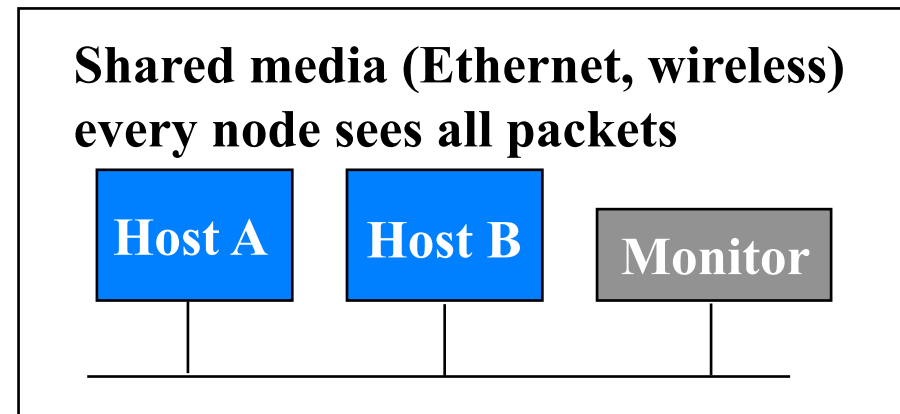 Shared media (Ethernet, wireless)
every node sees all packets
Host A
Host B
Monitor